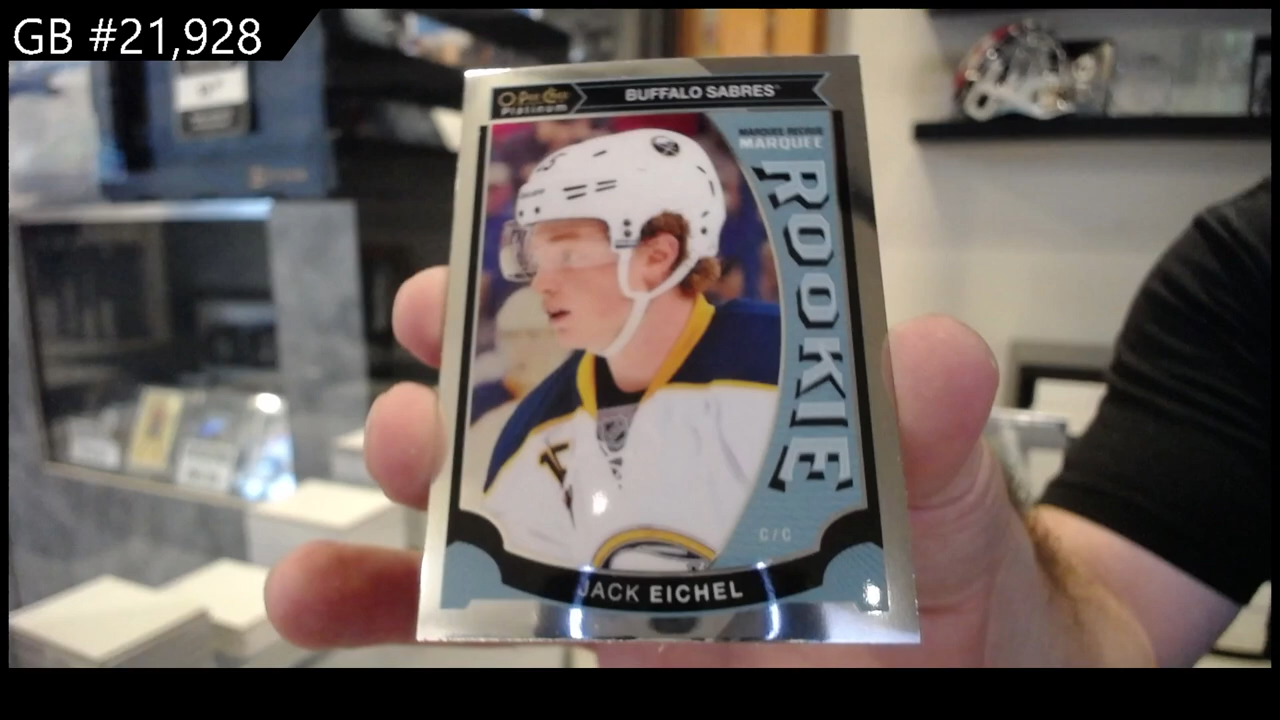 GB #21,928
O-Pee-Chee
Platinum
BUFFALO SABRES
MARQUEE RECRUE
MARQUEE
ROOKIE
C/C
JACK EICHEL